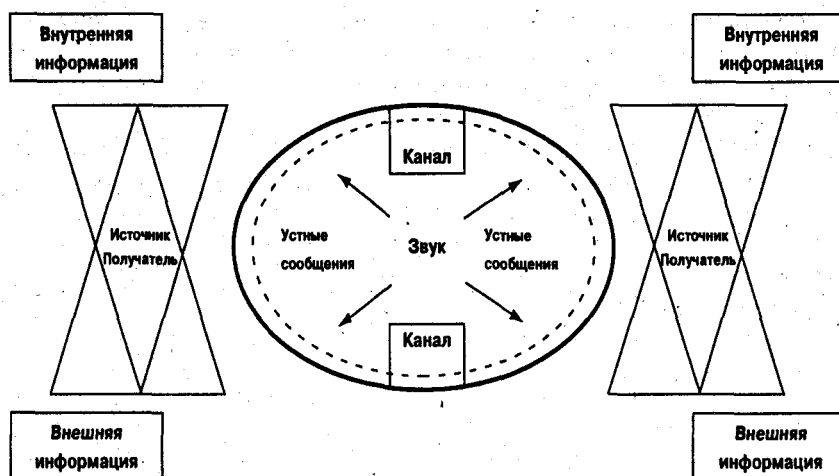 Внутренняя
информация
Внутренняя
информация
Канал
Источник
Получатель
Устные
сообщения
Звук
Устные
сообщения
Источник
Получатель
Канал
Внешняя
информация
Внешняя
информация